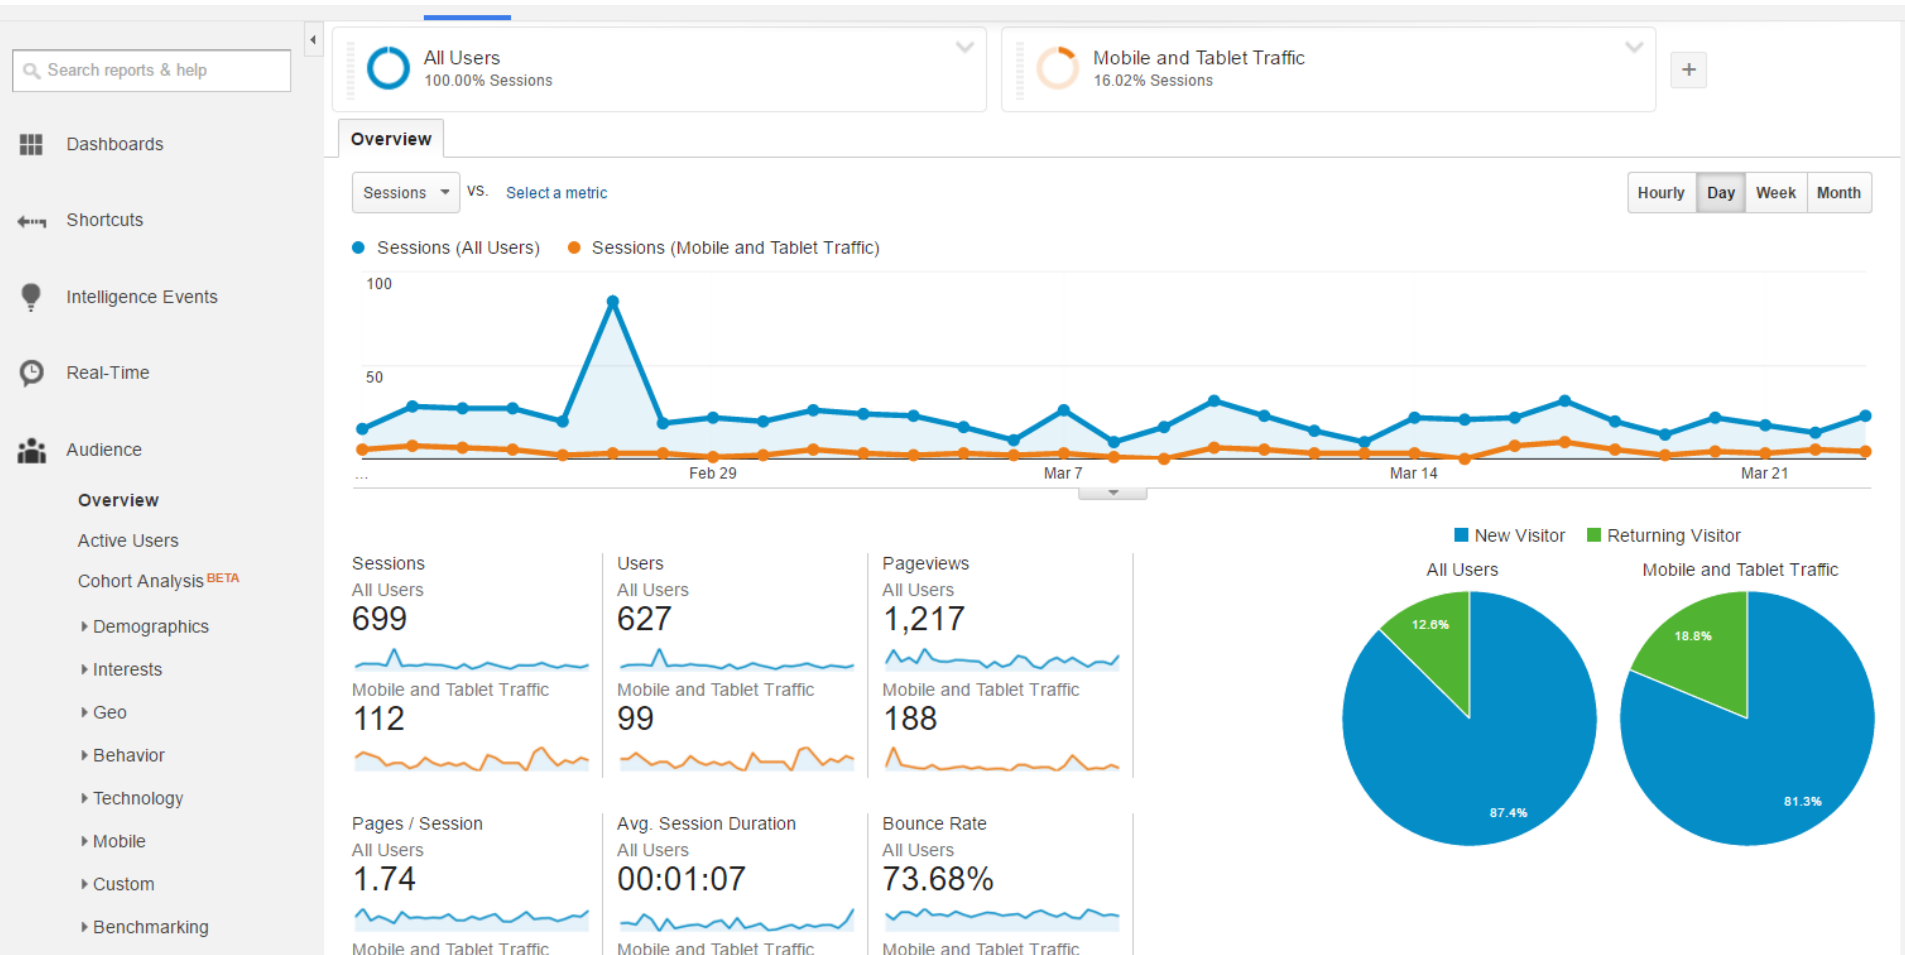 Search reports & help
Dashboards
Shortcuts
Intelligence Events
Real-Time
Audience
Overview
Active Users
Cohort Analysis BETA
Demographics
Interests
Geo
Behavior
Technology
Mobile
Custom
Benchmarking
All Users
100.00% Sessions
Mobile and Tablet Traffic
16.02% Sessions
+
Overview
Sessions VS. Select a metric
Hourly Day Week Month
Sessions (All Users) Sessions (Mobile and Tablet Traffic)
100
50
... Feb 29 Mar 7 Mar 14 Mar 21
Sessions
All Users
699
Mobile and Tablet Traffic
112
Users
All Users
627
Mobile and Tablet Traffic
99
Pageviews
All Users
1,217
Mobile and Tablet Traffic
188
Pages / Session
All Users
1.74
Mobile and Tablet Traffic
Avg. Session Duration
All Users
00:01:07
Mobile and Tablet Traffic
Bounce Rate
All Users
73.68%
Mobile and Tablet Traffic
New Visitor Returning Visitor
All Users
12.6%
87.4%
Mobile and Tablet Traffic
18.8%
81.3%